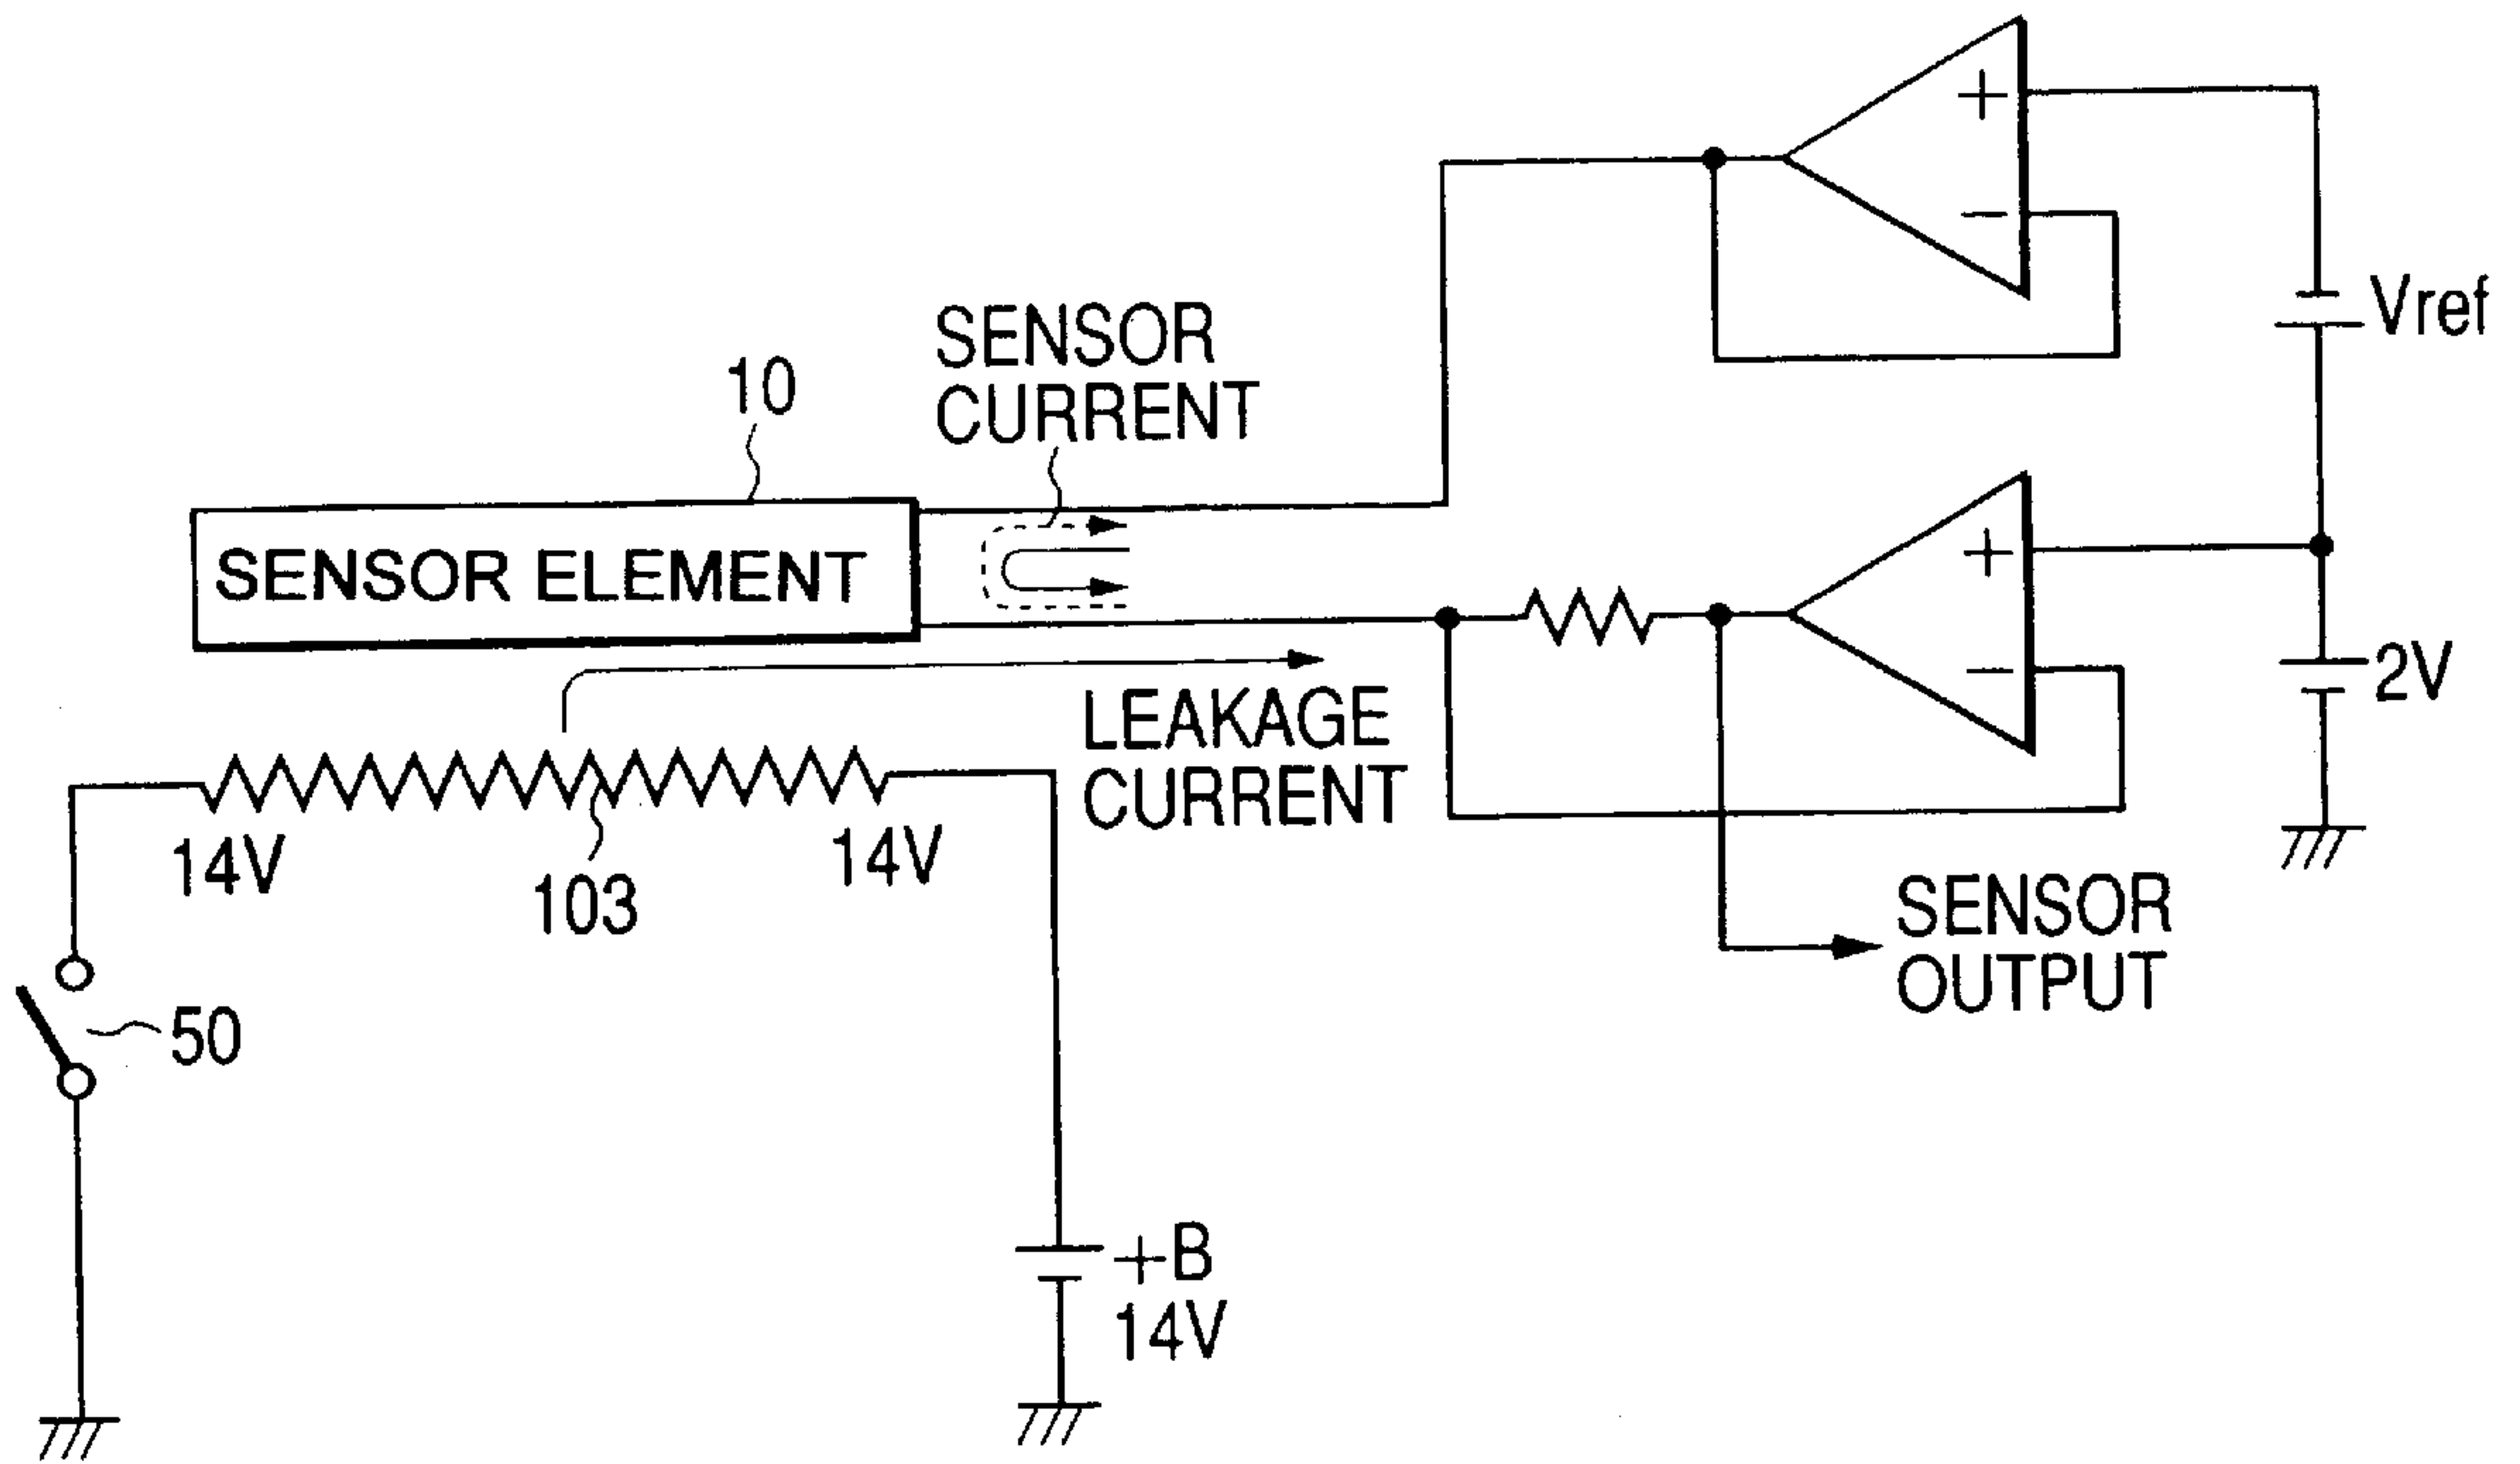 +
−
Vref
SENSOR
CURRENT
10
SENSOR ELEMENT
+
−
2V
LEAKAGE
CURRENT
14V
103
14V
SENSOR
OUTPUT
50
+B
14V